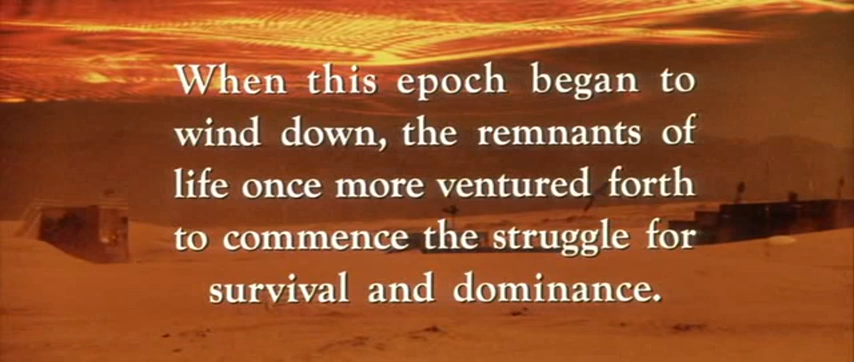 When this epoch began to
wind down, the remnants of
life once more ventured forth
to commence the struggle for
survival and dominance.